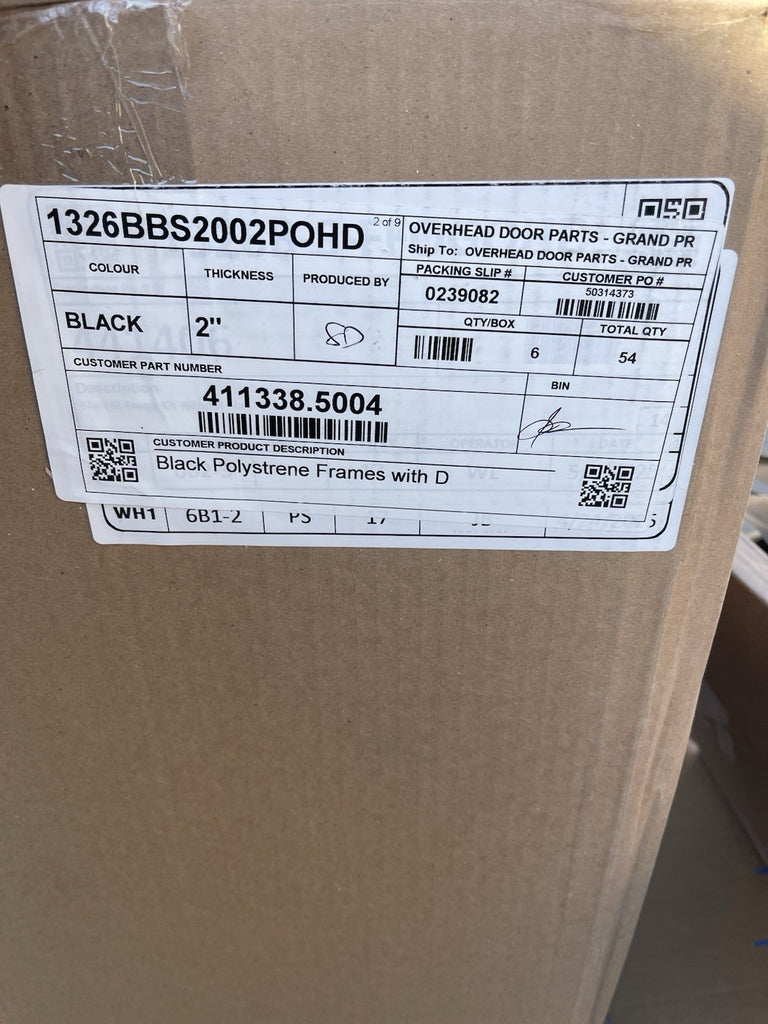 1326BBS2002POHD
2 of 9
OVERHEAD DOOR PARTS - GRAND PR
Ship To: OVERHEAD DOOR PARTS - GRAND PR
COLOUR THICKNESS PRODUCED BY
PACKING SLIP # CUSTOMER PO #
0239082 50314373
BLACK 2" SD
QTY/BOX TOTAL QTY
6 54
CUSTOMER PART NUMBER
BIN
411338.5004
CUSTOMER PRODUCT DESCRIPTION
Black Polystrene Frames with D
WH1 6B1-2 PS 17